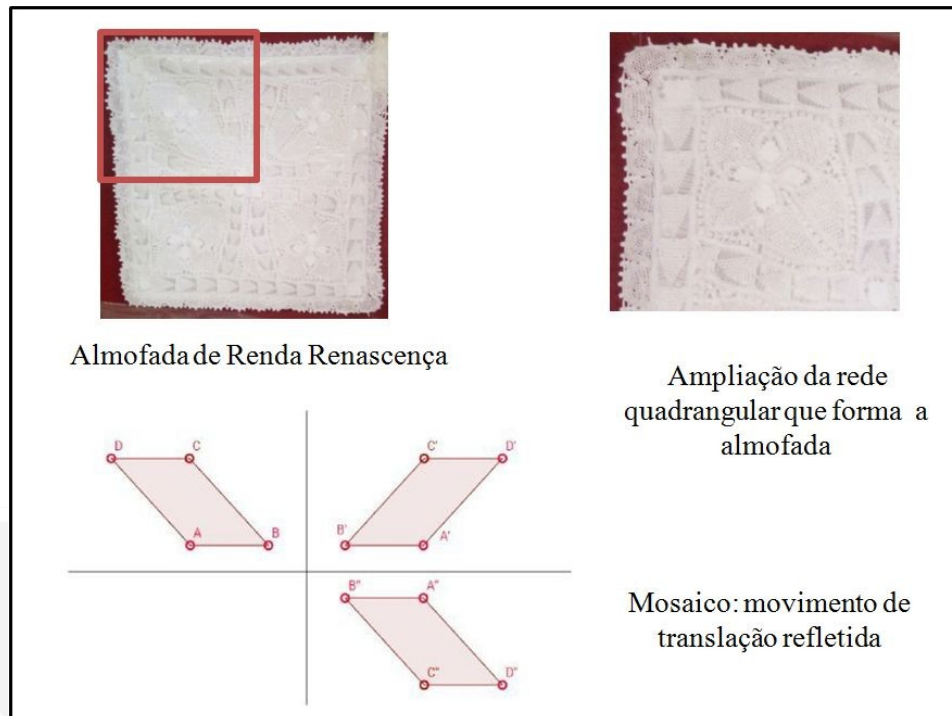 Almofada de Renda Renascença
Ampliação da rede
quadrangular que forma a
almofada
D
C
C'
D'
A
B
B'
A'
B"
A"
C"
D"
Mosaico: movimento de
translação refletida